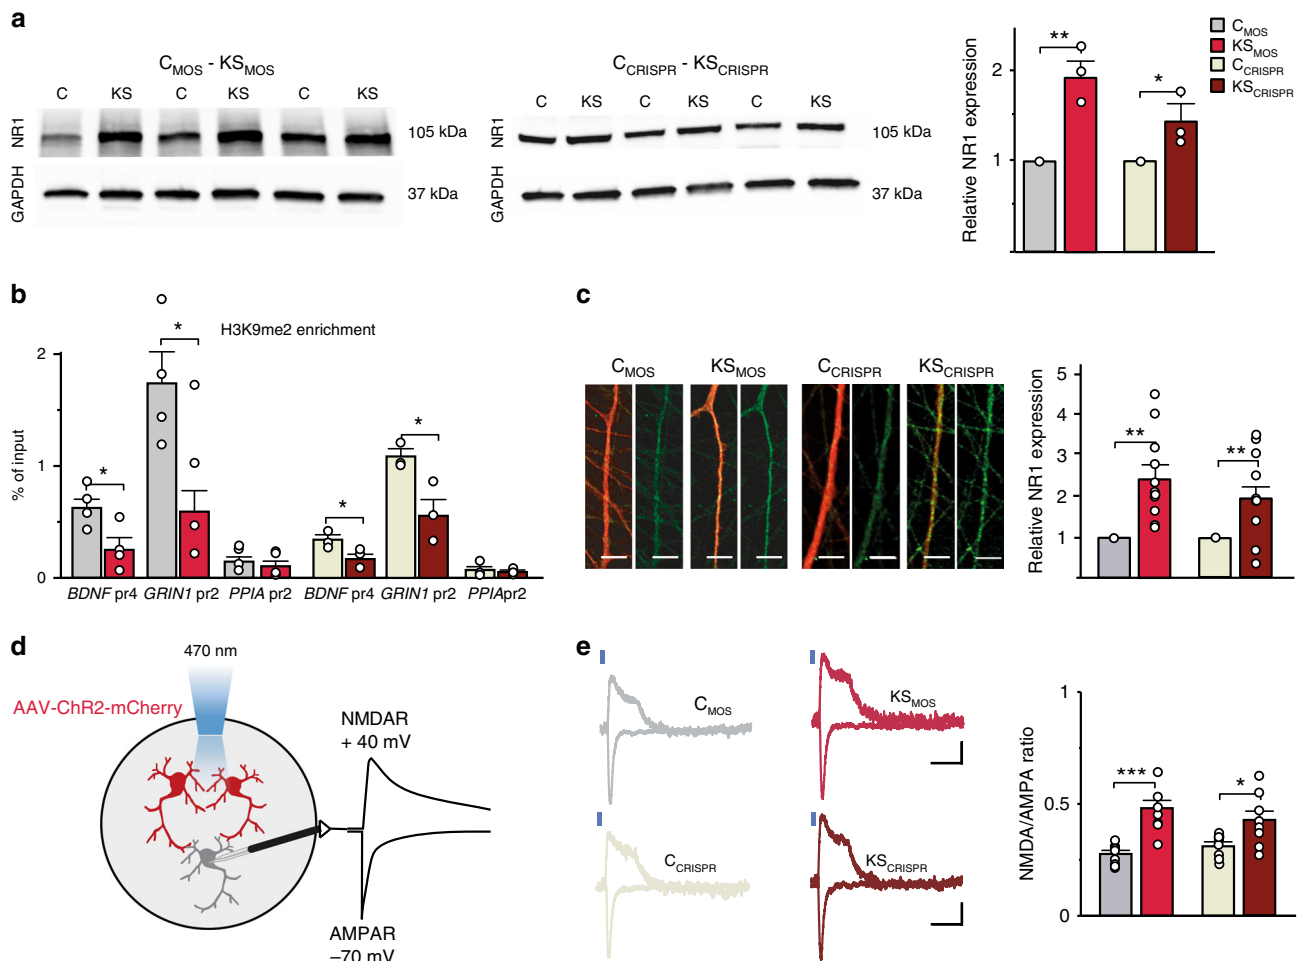 a
C_MOS - KS_MOS
C KS C KS C KS
NR1
105 kDa
GAPDH
37 kDa
C_CRISPR - KS_CRISPR
C KS C KS C KS
NR1
105 kDa
GAPDH
37 kDa
Relative NR1 expression
2
1
**
*
C_MOS
KS_MOS
C_CRISPR
KS_CRISPR
b
H3K9me2 enrichment
% of input
2
1
0
*
*
*
*
BDNF pr4 GRIN1 pr2 PPIA pr2 BDNF pr4 GRIN1 pr2 PPIApr2
c
C_MOS KS_MOS C_CRISPR KS_CRISPR
Relative NR1 expression
5
4
3
2
1
0
**
**
d
470 nm
AAV-ChR2-mCherry
NMDAR
+ 40 mV
AMPAR
–70 mV
e
C_MOS
KS_MOS
C_CRISPR
KS_CRISPR
NMDA/AMPA ratio
1
0.5
0
***
*